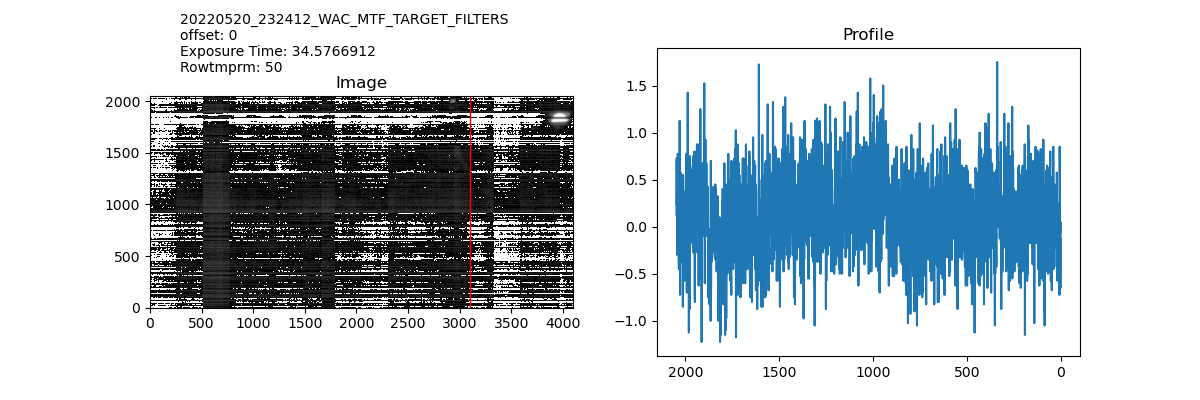 20220520_232412_WAC_MTF_TARGET_FILTERS
offset: 0
Exposure Time: 34.5766912
Rowtmprm: 50
Image
2000
1500
1000
500
0
0 500 1000 1500 2000 2500 3000 3500 4000
Profile
1.5
1.0
0.5
0.0
−0.5
−1.0
2000 1500 1000 500 0